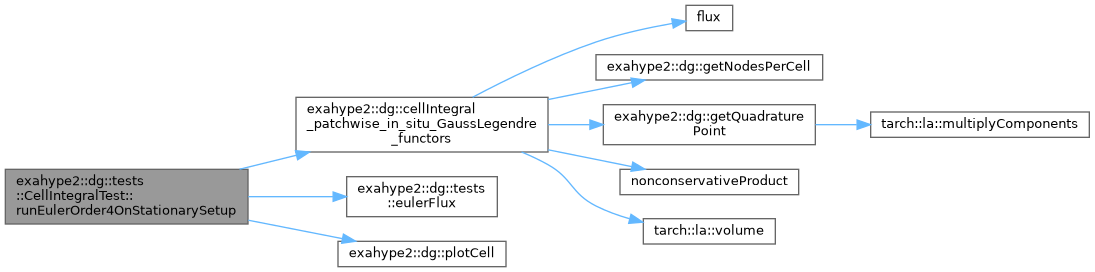 flux
exahype2::dg::getNodesPerCell
exahype2::dg::cellIntegral
_patchwise_in_situ_GaussLegendre
_functors
exahype2::dg::getQuadrature
Point
tarch::la::multiplyComponents
nonconservativeProduct
exahype2::dg::tests
::CellIntegralTest::
runEulerOrder4OnStationarySetup
exahype2::dg::tests
::eulerFlux
tarch::la::volume
exahype2::dg::plotCell